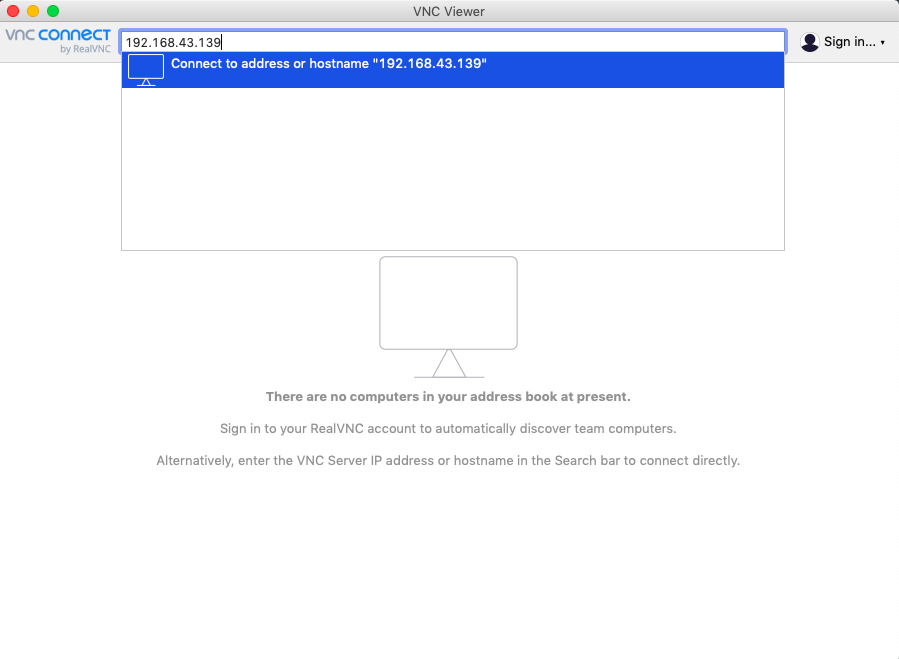 VNC Viewer
vnc connect
by RealVNC
192.168.43.139
Sign in...
Connect to address or hostname "192.168.43.139"
There are no computers in your address book at present.
Sign in to your RealVNC account to automatically discover team computers.
Alternatively, enter the VNC Server IP address or hostname in the Search bar to connect directly.